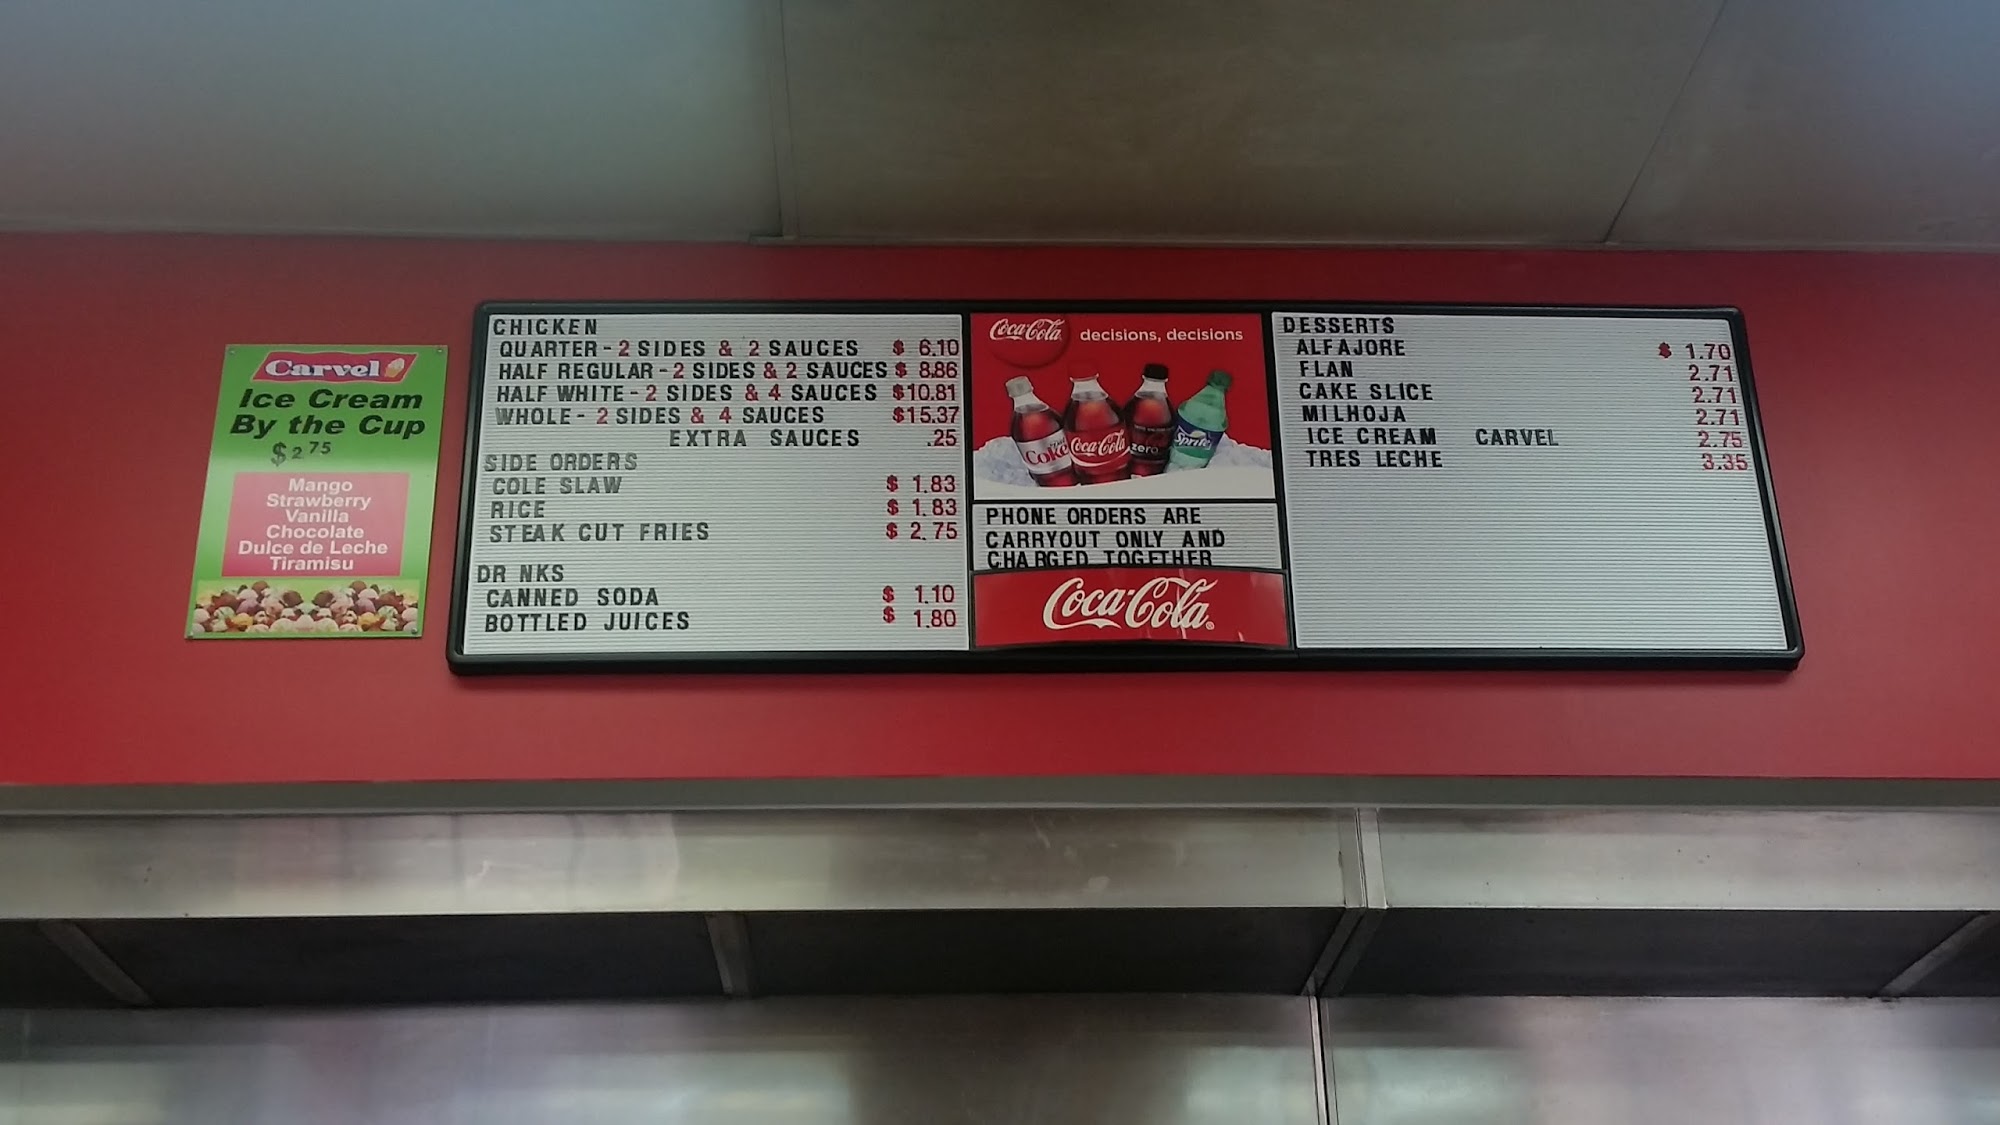 Carvel
Ice Cream
By the Cup
$2.75
Mango
Strawberry
Vanilla
Chocolate
Dulce de Leche
Tiramisu
CHICKEN
QUARTER - 2 SIDES & 2 SAUCES $ 6.10
HALF REGULAR - 2 SIDES & 2 SAUCES $ 8.86
HALF WHITE - 2 SIDES & 4 SAUCES $10.81
WHOLE - 2 SIDES & 4 SAUCES $15.37
EXTRA SAUCES .25
SIDE ORDERS
COLE SLAW $ 1.83
RICE $ 1.83
STEAK CUT FRIES $ 2.75
DR NKS
CANNED SODA $ 1.10
BOTTLED JUICES $ 1.80
Coca-Cola decisions, decisions
Coke Coca-Cola zero Sprite
PHONE ORDERS ARE
CARRYOUT ONLY AND
CHARGED TOGETHER
Coca-Cola
DESSERTS
ALFAJORE $ 1.70
FLAN 2.71
CAKE SLICE 2.71
MILHOJA 2.71
ICE CREAM CARVEL 2.75
TRES LECHE 3.35